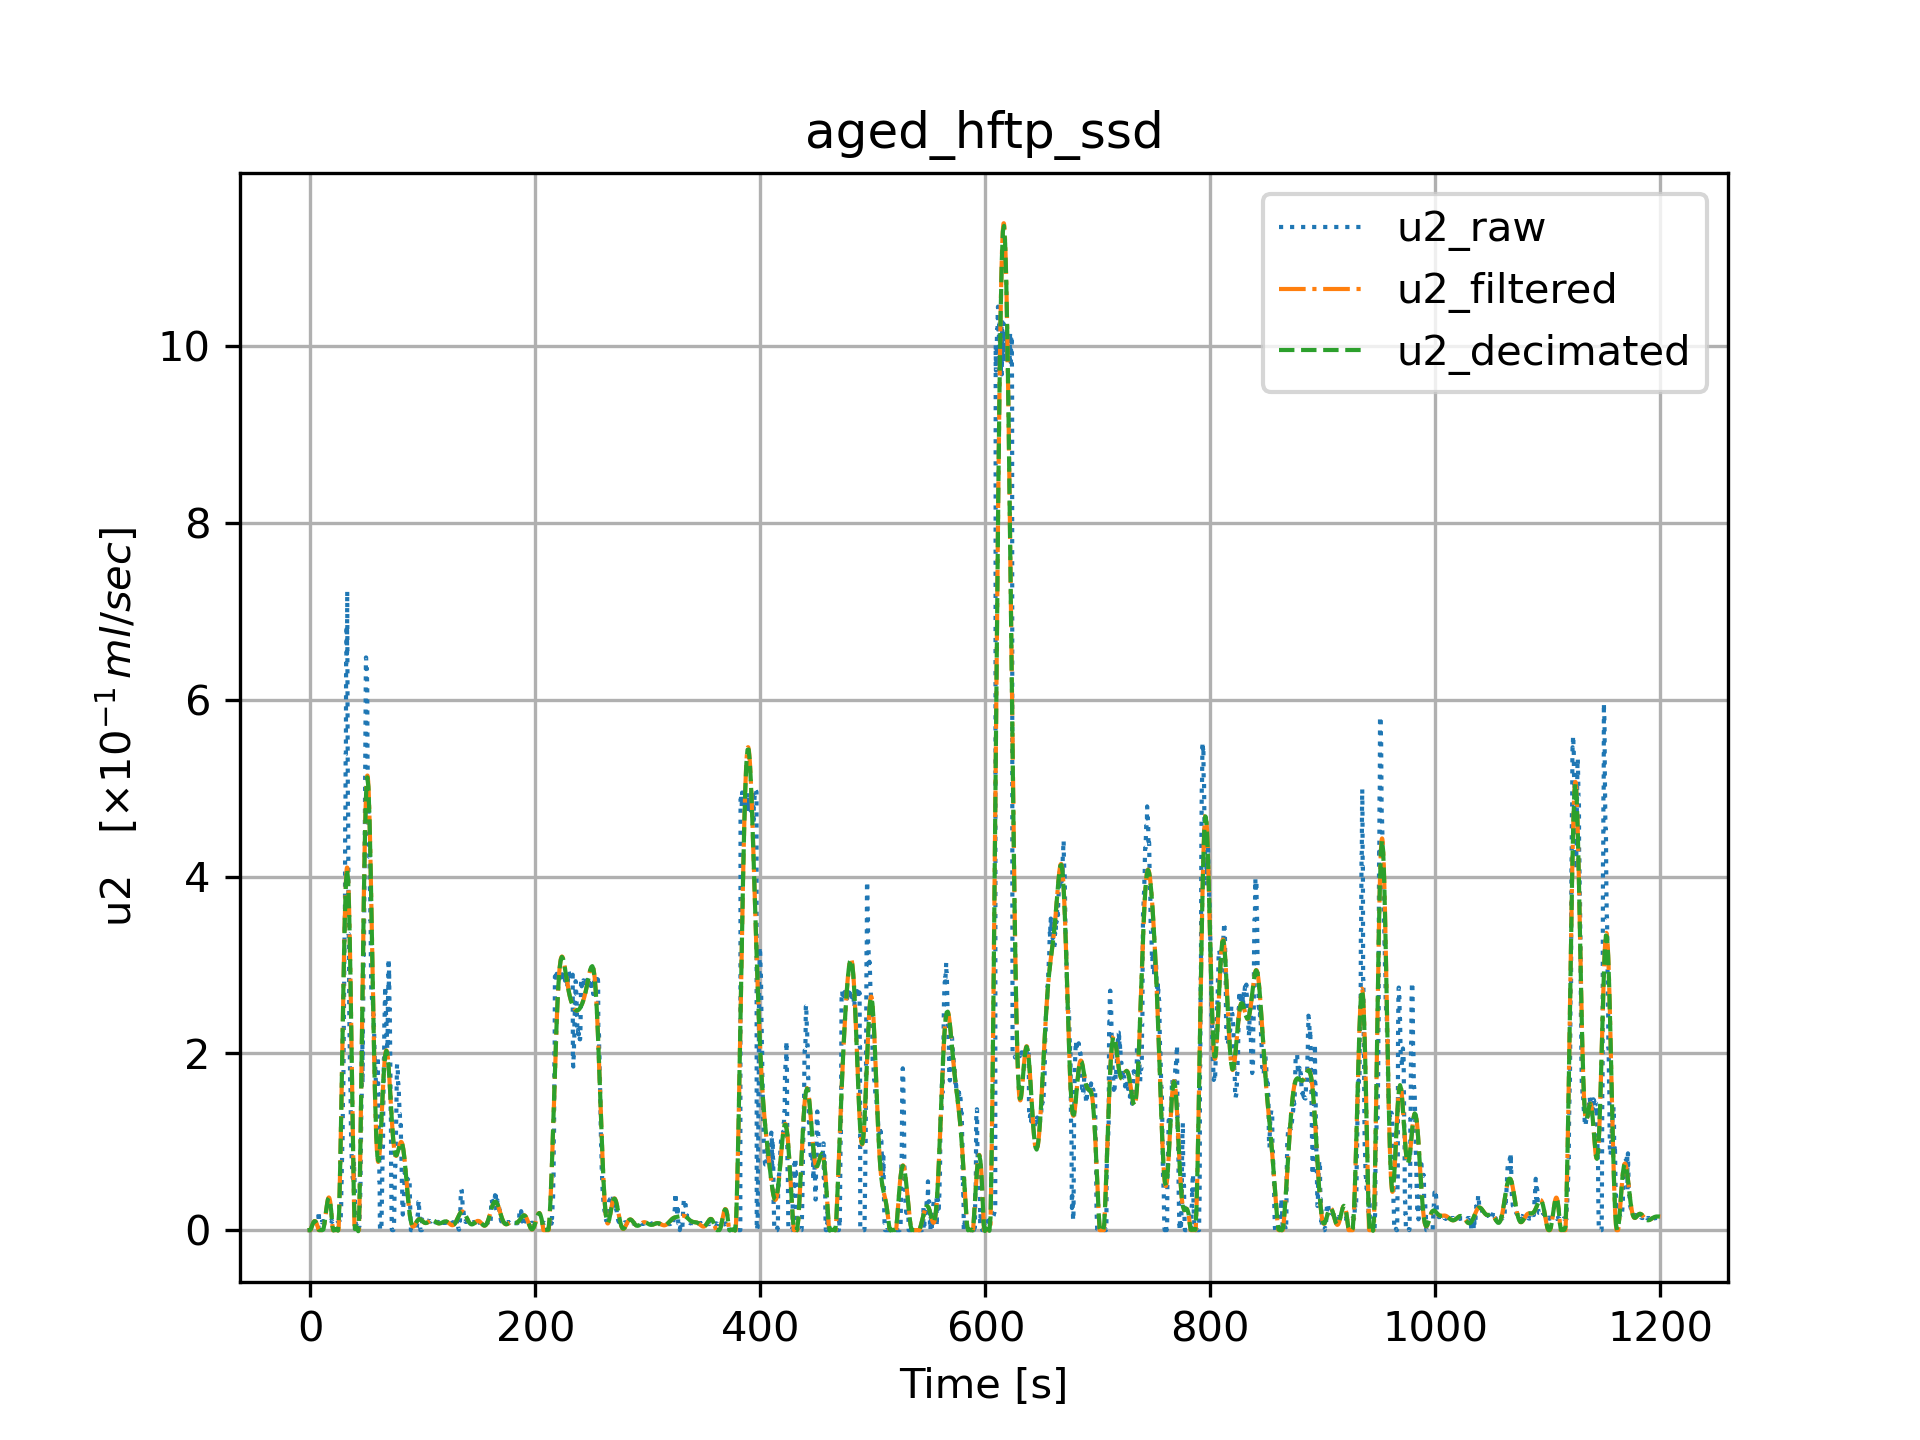 aged_hftp_ssd
u2_raw
u2_filtered
u2_decimated
u2 [×10⁻¹ ml/sec]
10
8
6
4
2
0
0 200 400 600 800 1000 1200
Time [s]